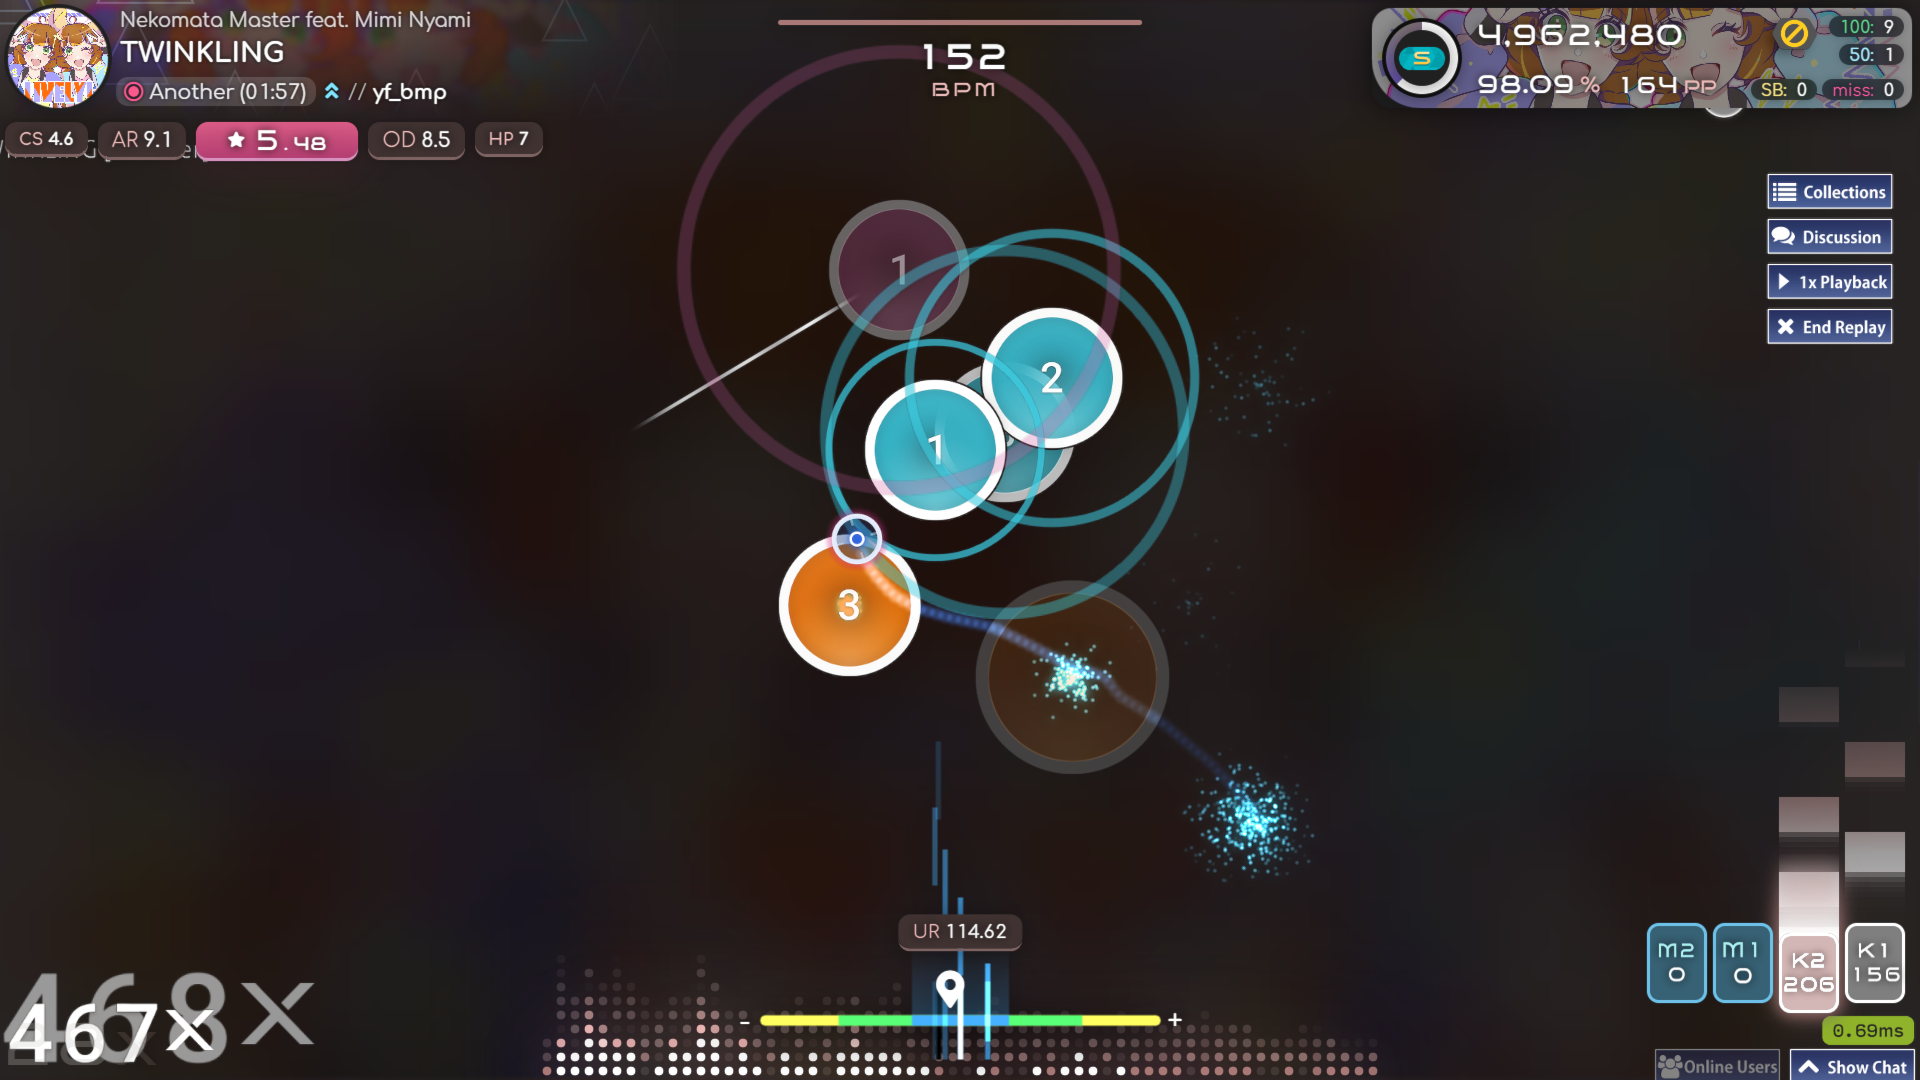 Nekomata Master feat. Mimi Nyami
TWINKLING
Another (01:57) // yf_bmp
CS 4.6 AR 9.1 5.48 OD 8.5 HP 7
152
BPM
S
4,962,480
98.09% 164PP
100: 9
50: 1
SB: 0 miss: 0
Collections
Discussion
1x Playback
End Replay
1
2
1
3
UR 114.62
- +
468x
467x
M2 0
M1 0
K2 206
K1 156
0.69ms
Online Users
Show Chat